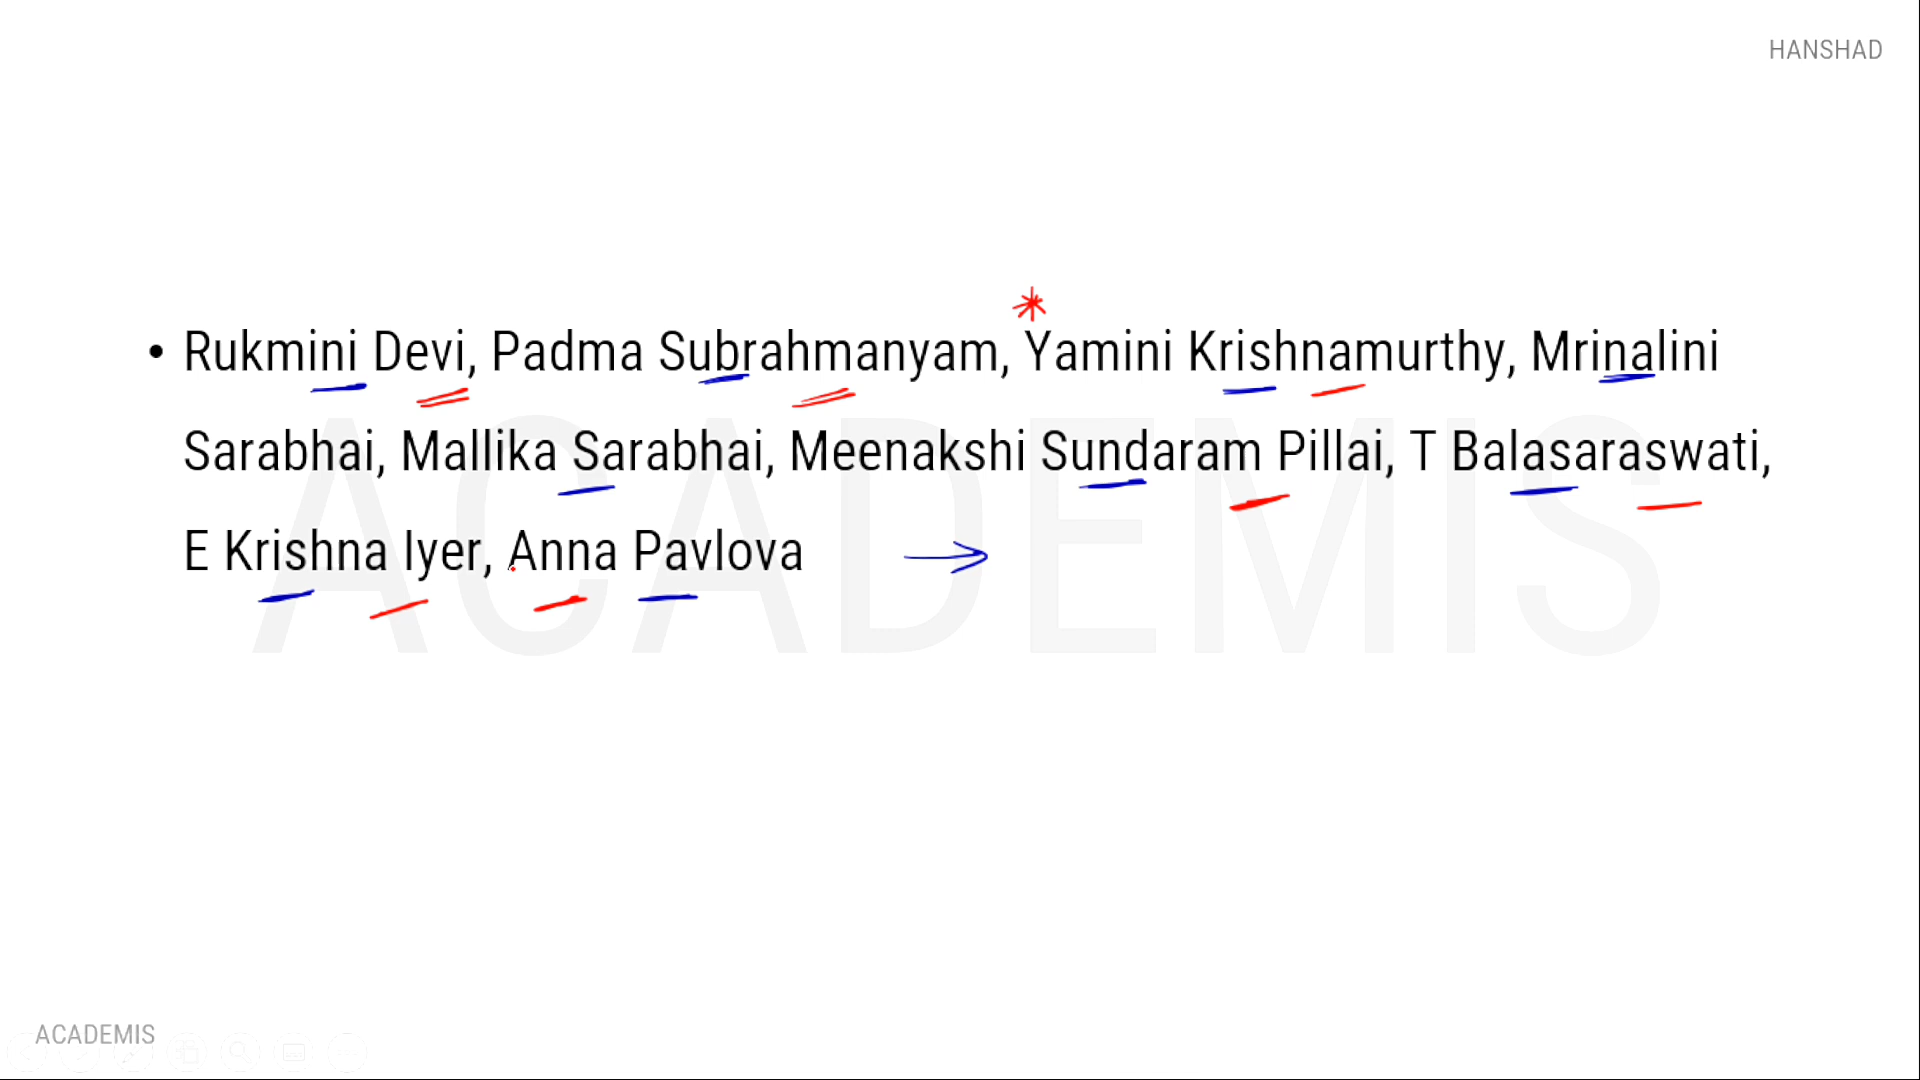 HANSHAD
• Rukmini Devi, Padma Subrahmanyam, Yamini Krishnamurthy, Mrinalini
Sarabhai, Mallika Sarabhai, Meenakshi Sundaram Pillai, T Balasaraswati,
E Krishna Iyer, Anna Pavlova
ACADEMIS
ACADEMIS